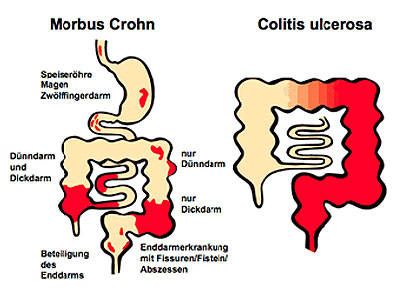 Morbus Crohn
Colitis ulcerosa
Speiseröhre
Magen
Zwölffingerdarm
Dünndarm
und
Dickdarm
nur
Dünndarm
nur
Dickdarm
Beteiligung
des
Enddarms
Enddarmerkrankung
mit Fissuren/Fisteln/
Abszessen